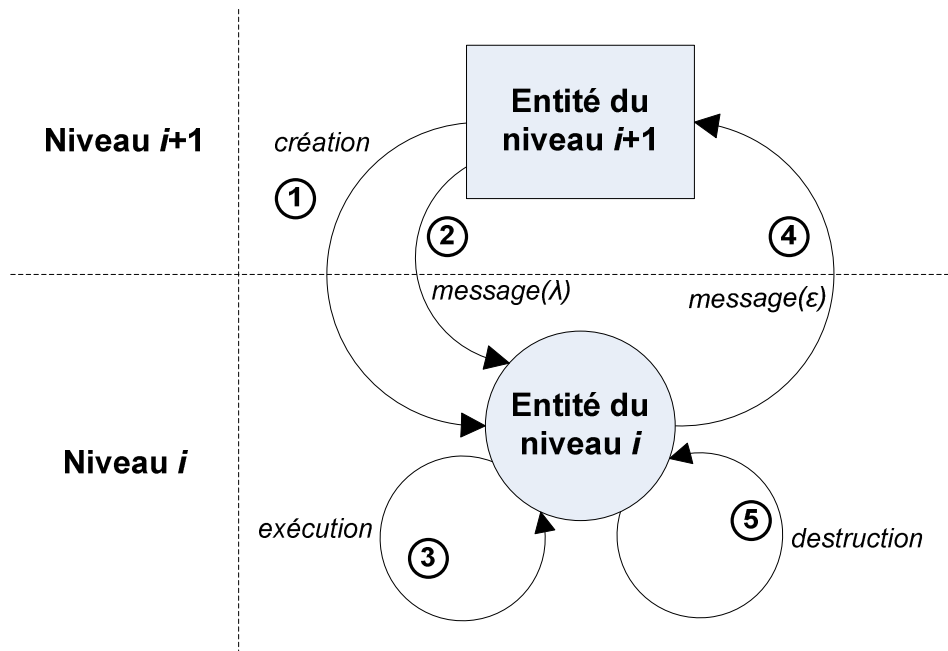 Entité du
niveau i+1
Niveau i+1
création
1
2
4
message(λ)
message(ε)
Entité du
niveau i
Niveau i
exécution
3
5
destruction